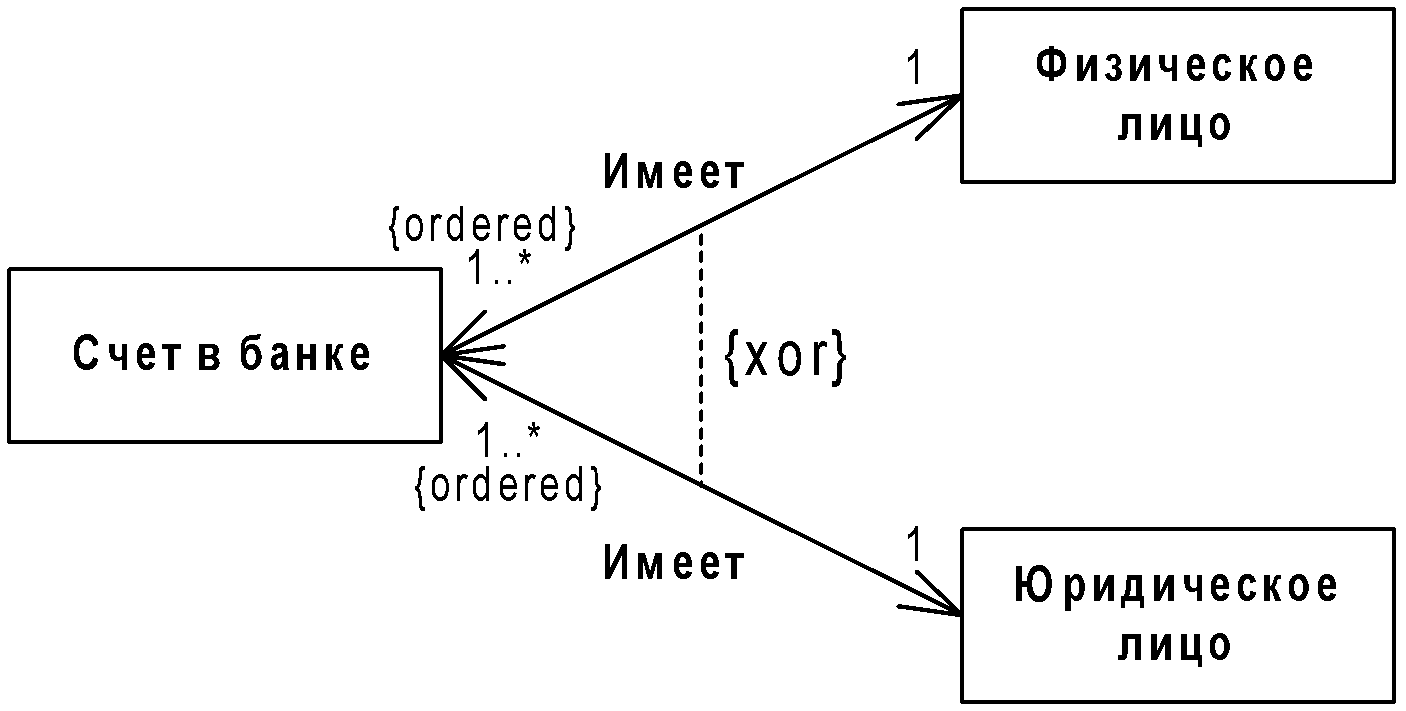 1
Физическое
лицо
Имеет
{ordered}
1..*
Счет в банке
{xor}
1..*
{ordered}
Имеет
1
Юридическое
лицо